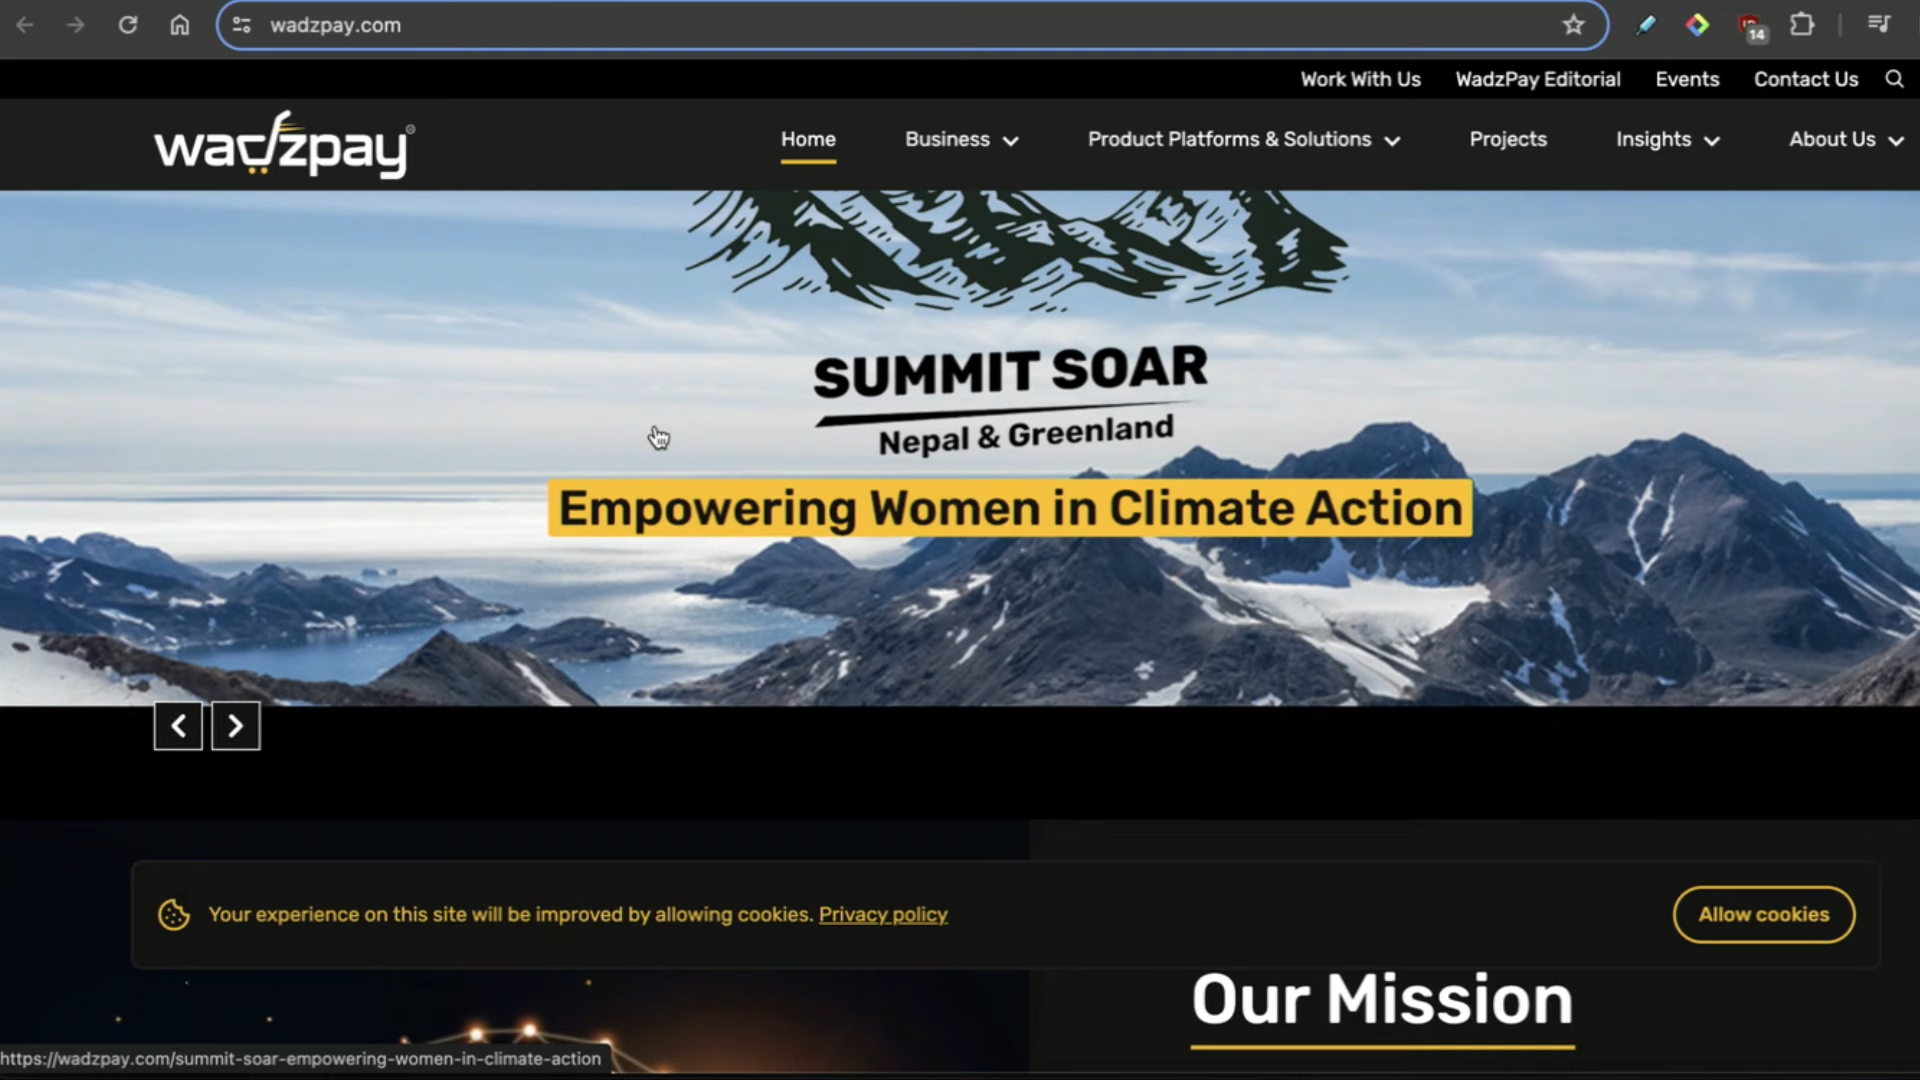 wadzpay.com
14
Work With Us WadzPay Editorial Events Contact Us
wadzpay
Home Business Product Platforms & Solutions Projects Insights About Us
SUMMIT SOAR
Nepal & Greenland
Empowering Women in Climate Action
Your experience on this site will be improved by allowing cookies. Privacy policy
Allow cookies
Our Mission
https://wadzpay.com/summit-soar-empowering-women-in-climate-action